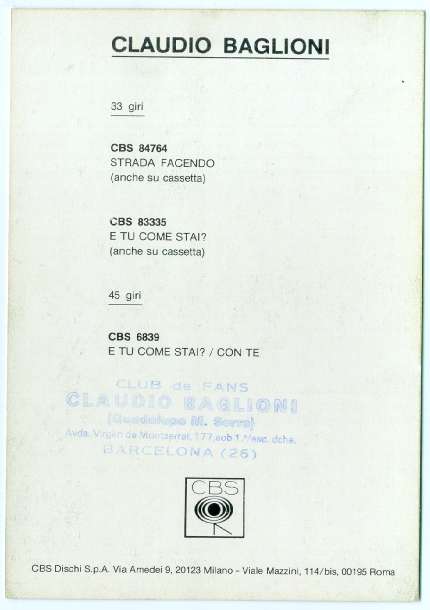 CLAUDIO BAGLIONI
33 giri
CBS 84764
STRADA FACENDO
(anche su cassetta)
CBS 83335
E TU COME STAI?
(anche su cassetta)
45 giri
CBS 6839
E TU COME STAI? / CON TE
CLUB de FANS
CLAUDIO BAGLIONI
(Guadalupe M. Serra)
Avda. Virgen de Montserrat, 177, sob 1.ª esc. dcha.
BARCELONA (26)
CBS
CBS Dischi S.p.A. Via Amedei 9, 20123 Milano - Viale Mazzini, 114/bis, 00195 Roma